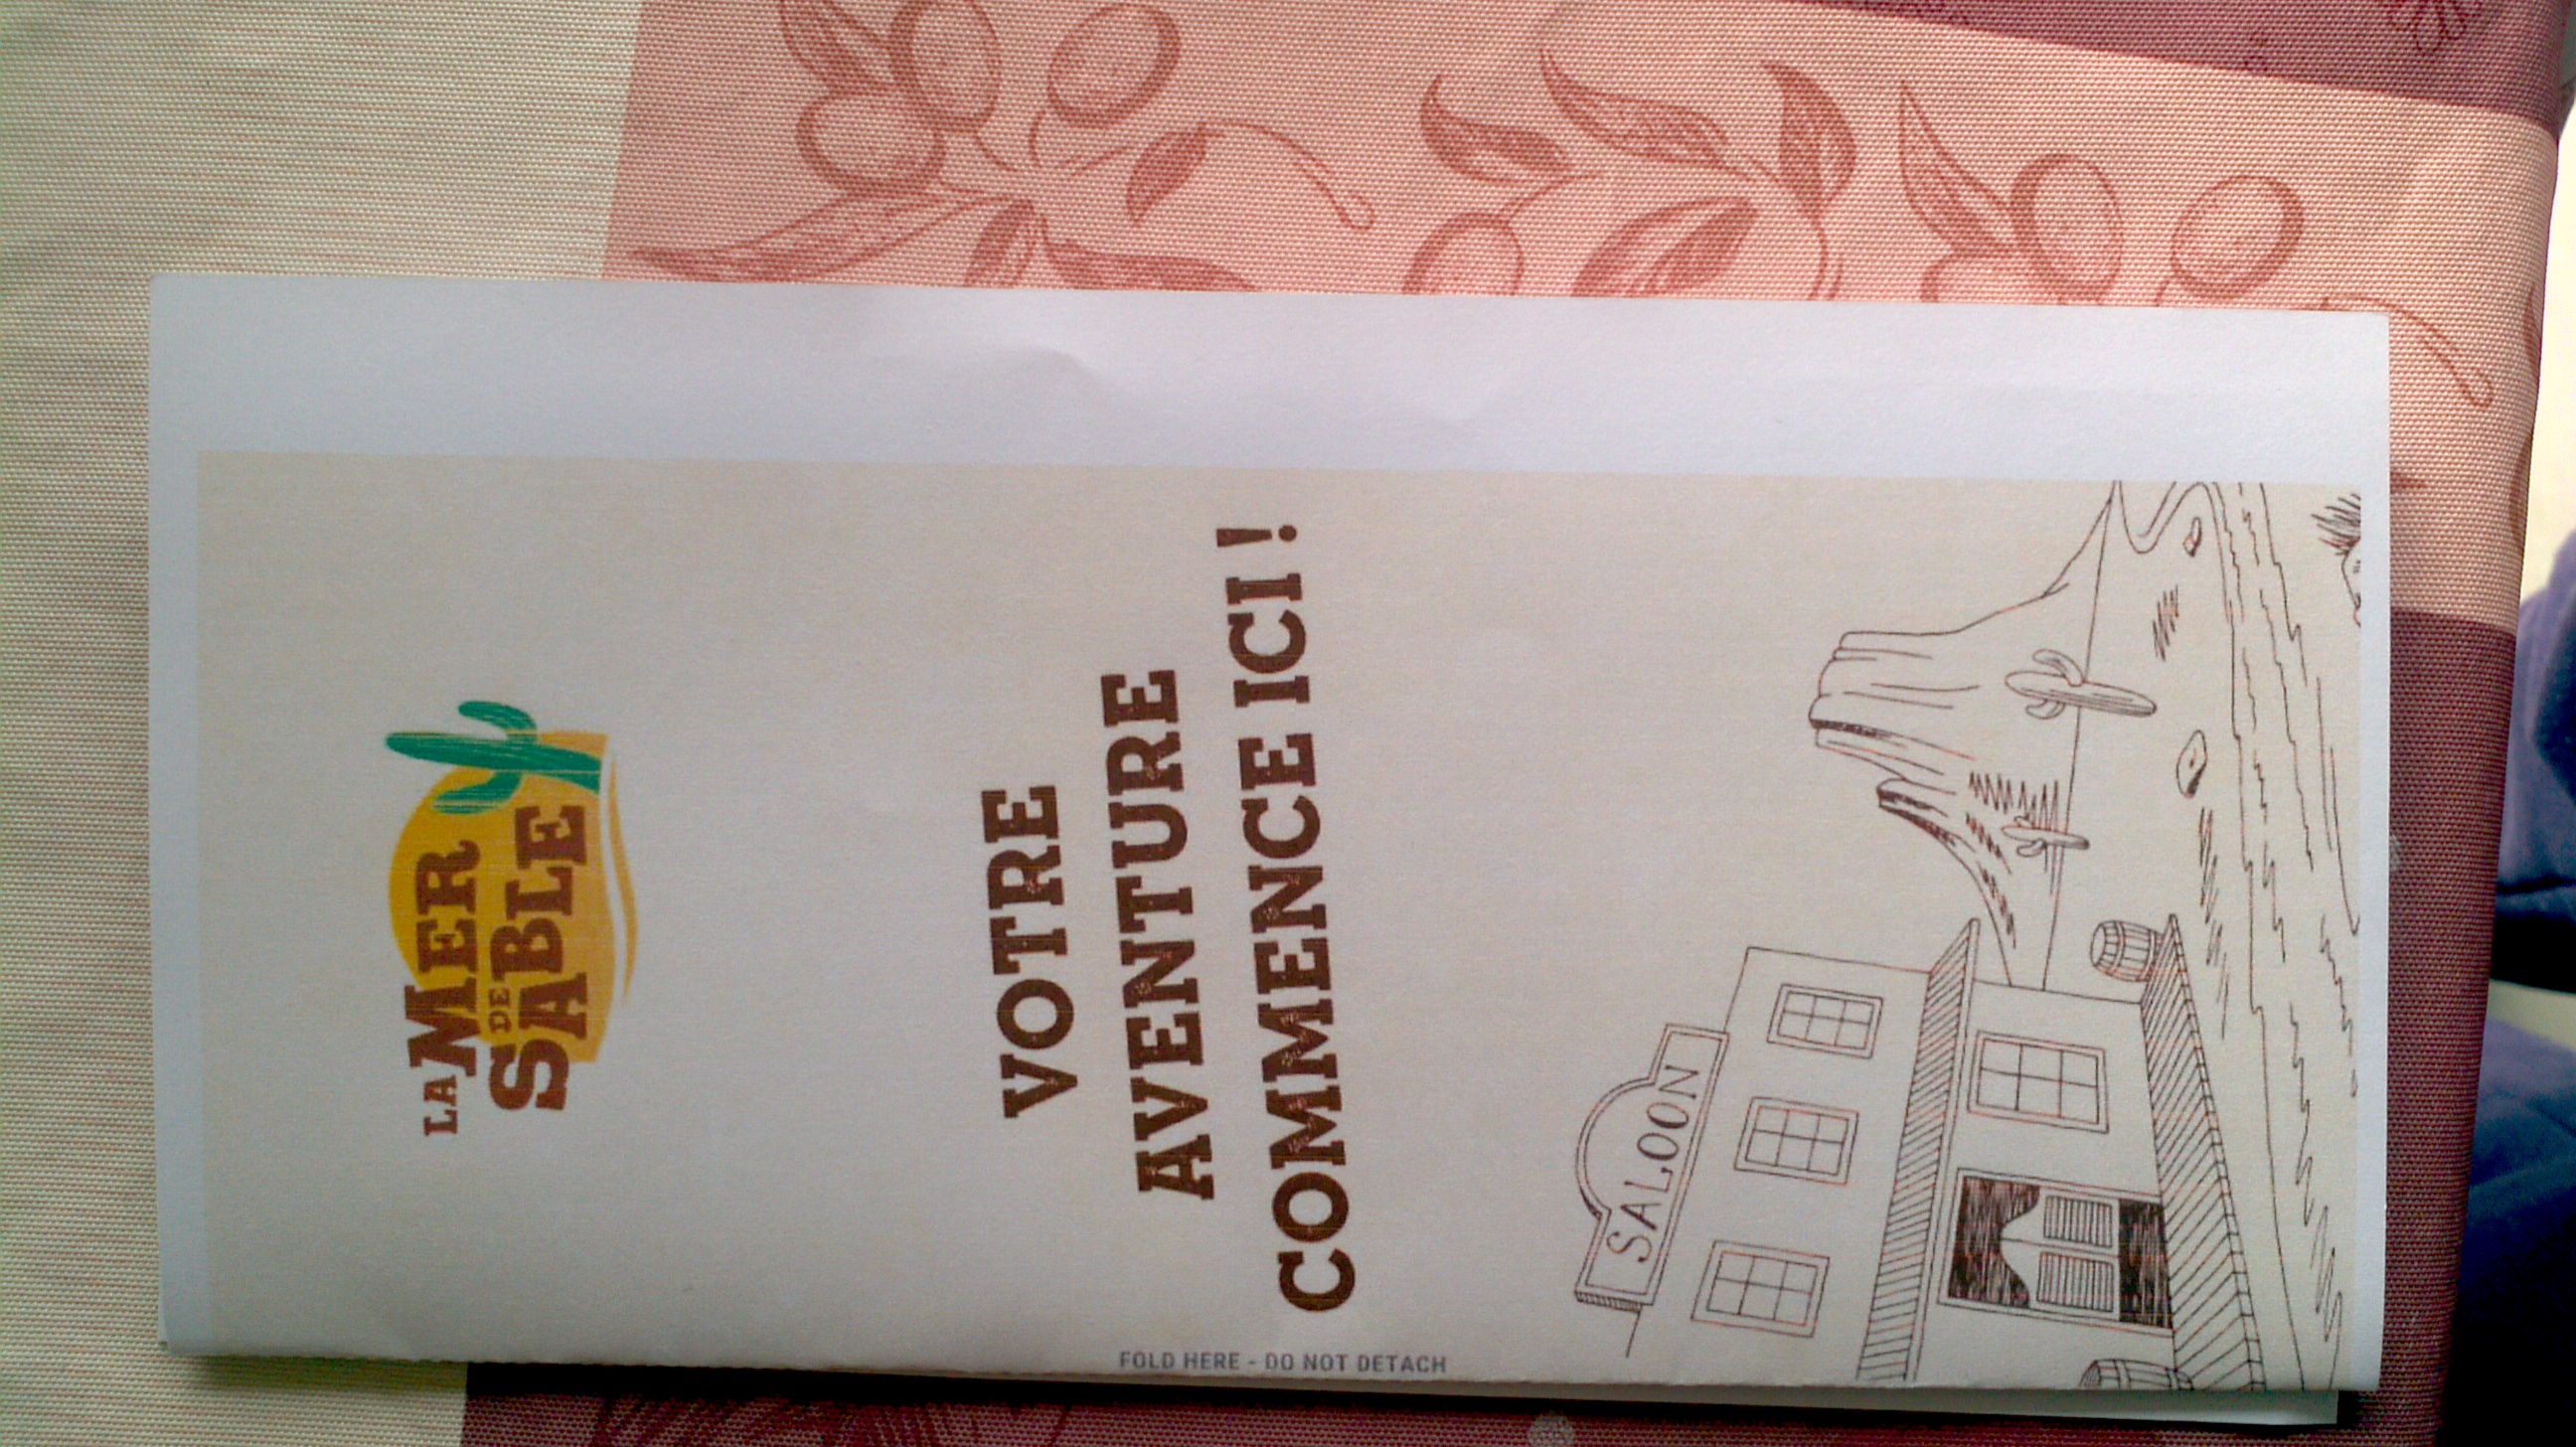 LA MER
DE
SABLE
VOTRE
AVENTURE
COMMENCE ICI !
SALOON
FOLD HERE - DO NOT DETACH